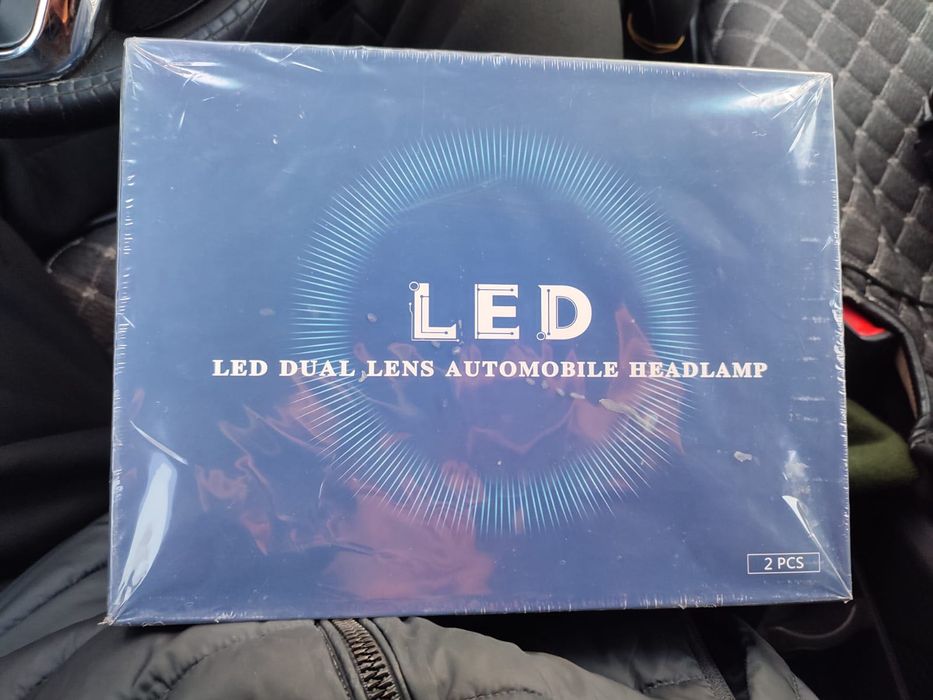 LED
LED DUAL LENS AUTOMOBILE HEADLAMP
2 PCS